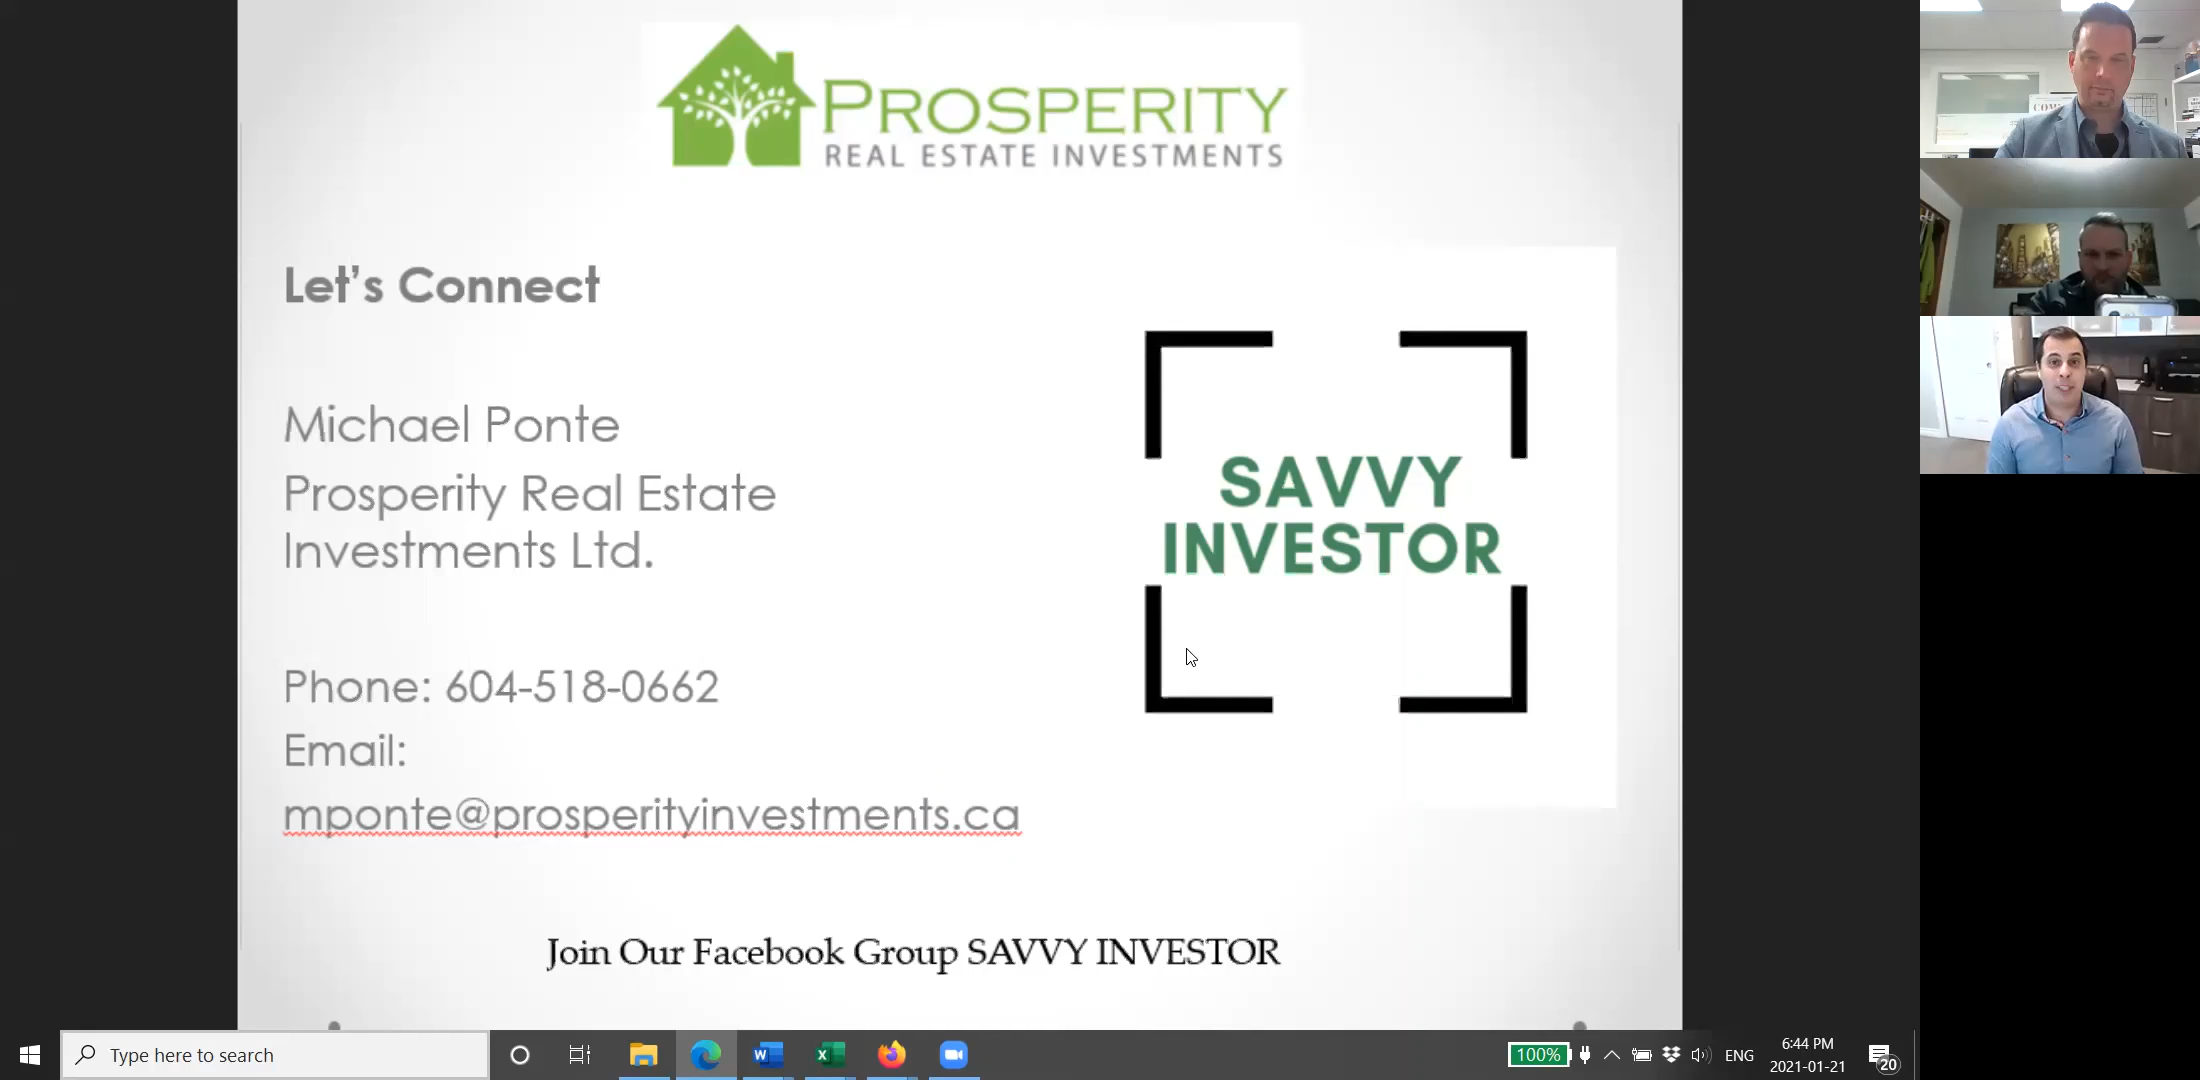 PROSPERITY
REAL ESTATE INVESTMENTS
Let's Connect
Michael Ponte
Prosperity Real Estate
Investments Ltd.
Phone: 604-518-0662
Email:
mponte@prosperityinvestments.ca
SAVVY
INVESTOR
Join Our Facebook Group SAVVY INVESTOR
Type here to search
100%
ENG
6:44 PM
2021-01-21
20